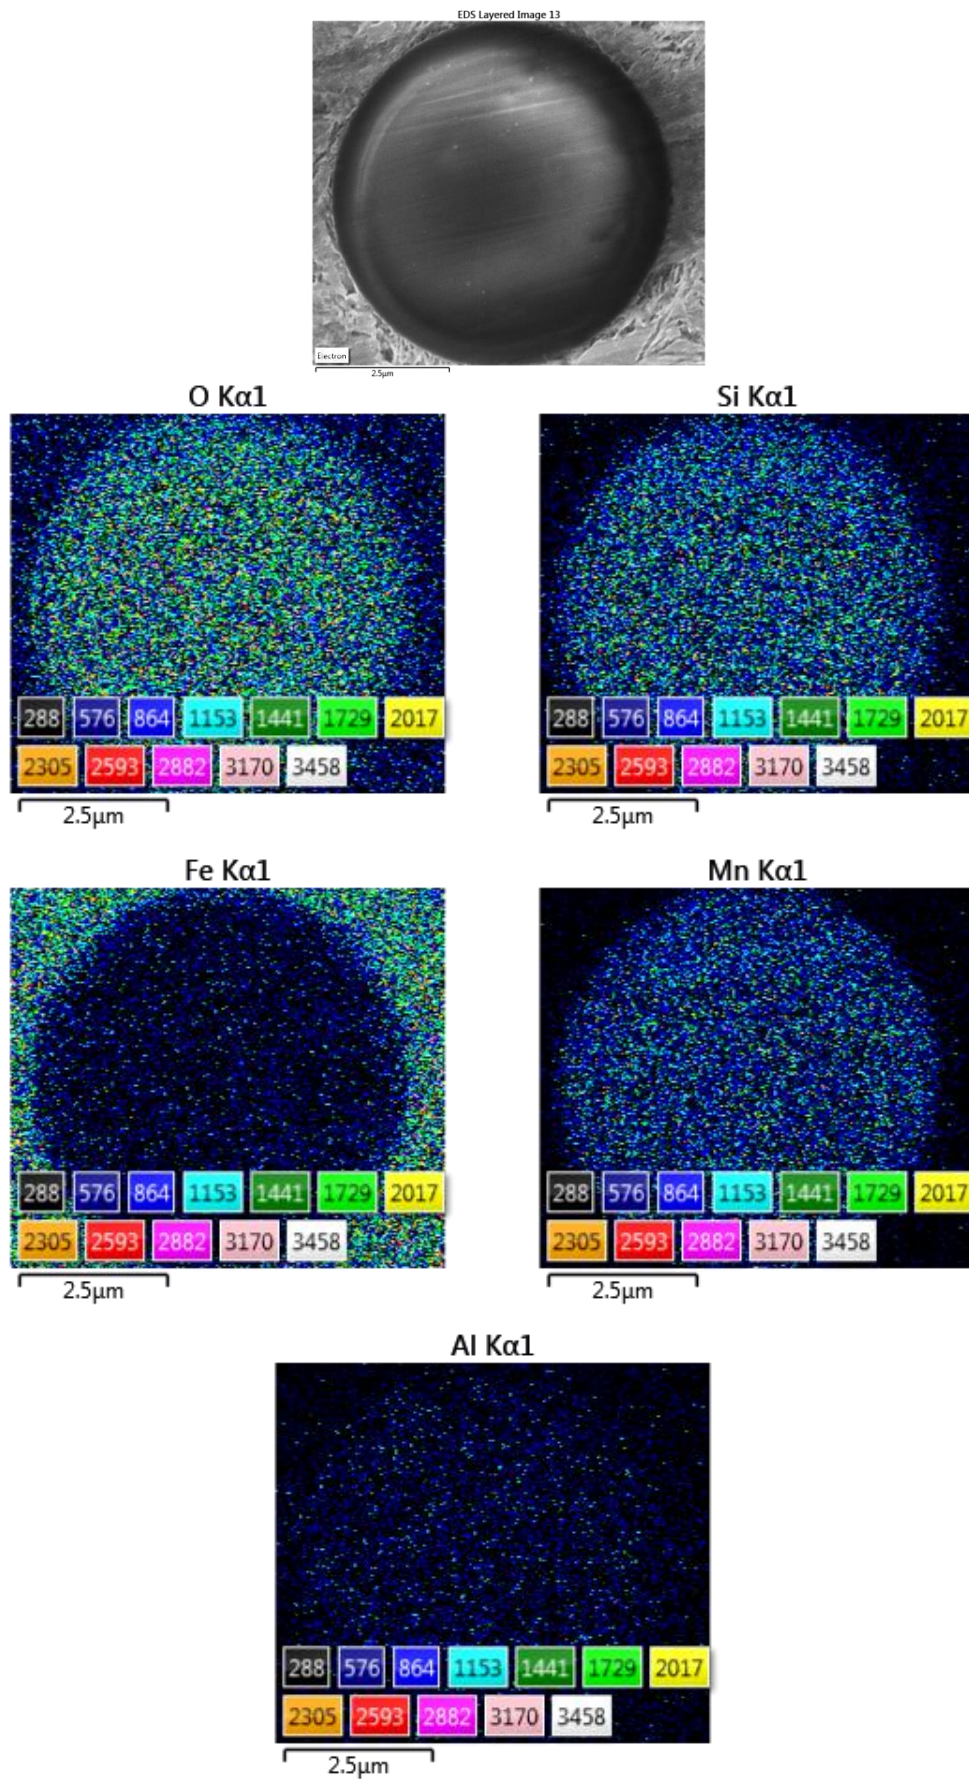 EDS Layered Image 13
Electron
2.5µm
O Kα1
Si Kα1
288 576 864 1153 1441 1729 2017
2305 2593 2882 3170 3458
2.5µm
288 576 864 1153 1441 1729 2017
2305 2593 2882 3170 3458
2.5µm
Fe Kα1
Mn Kα1
288 576 864 1153 1441 1729 2017
2305 2593 2882 3170 3458
2.5µm
288 576 864 1153 1441 1729 2017
2305 2593 2882 3170 3458
2.5µm
Al Kα1
288 576 864 1153 1441 1729 2017
2305 2593 2882 3170 3458
2.5µm